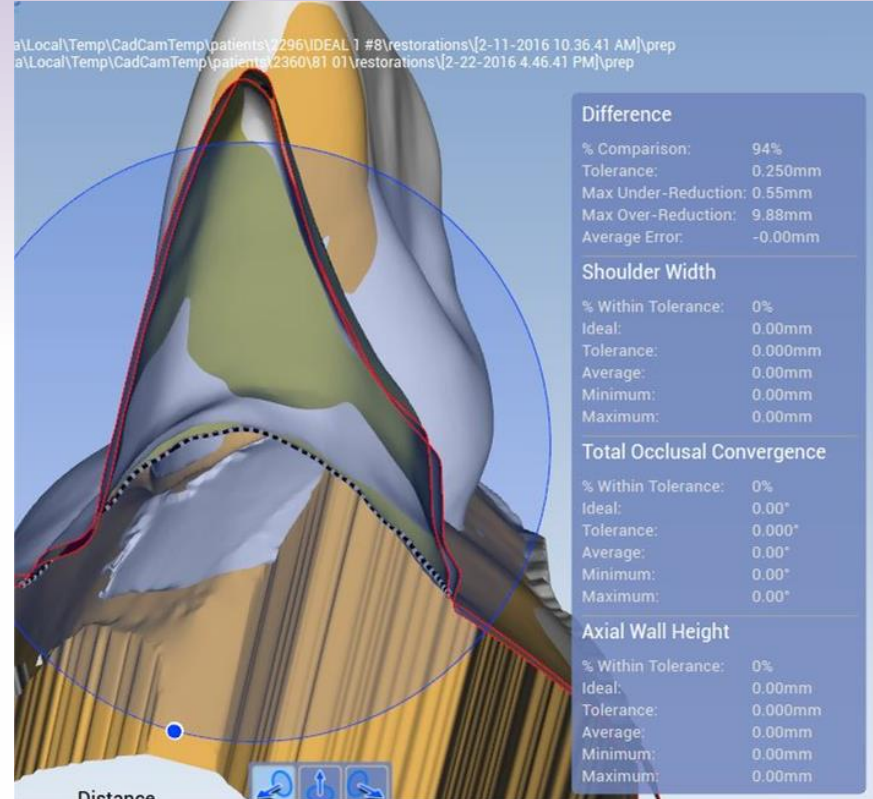 a\Local\Temp\CadCamTemp\patients\2296\IDEAL 1 #8\restorations\[2-11-2016 10.36.41 AM]\prep
a\Local\Temp\CadCamTemp\patients\2360\81 01\restorations\[2-22-2016 4.46.41 PM]\prep
Difference
% Comparison: 94%
Tolerance: 0.250mm
Max Under-Reduction: 0.55mm
Max Over-Reduction: 9.88mm
Average Error: -0.00mm
Shoulder Width
% Within Tolerance: 0%
Ideal: 0.00mm
Tolerance: 0.000mm
Average: 0.00mm
Minimum: 0.00mm
Maximum: 0.00mm
Total Occlusal Convergence
% Within Tolerance: 0%
Ideal: 0.00°
Tolerance: 0.000°
Average: 0.00°
Minimum: 0.00°
Maximum: 0.00°
Axial Wall Height
% Within Tolerance: 0%
Ideal: 0.00mm
Tolerance: 0.000mm
Average: 0.00mm
Minimum: 0.00mm
Maximum: 0.00mm
Distance